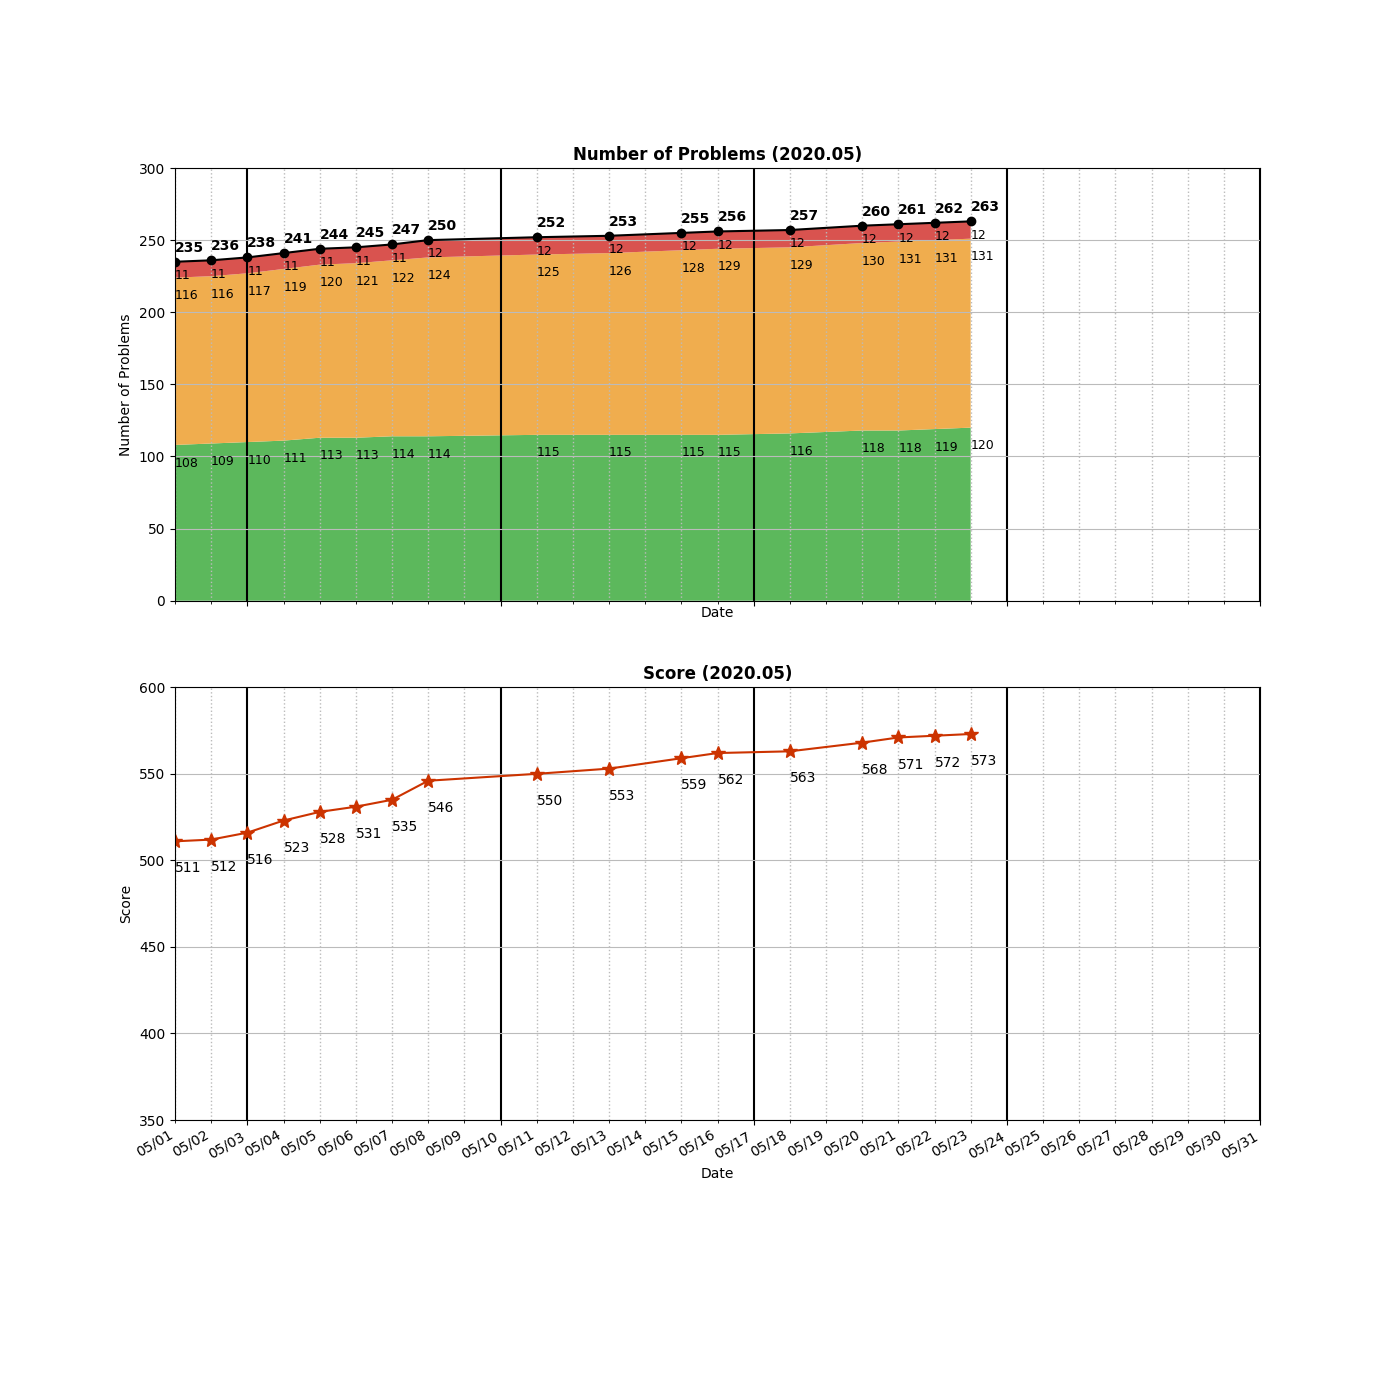 Number of Problems (2020.05)
300
250
200
150
100
50
0
Number of Problems
235 236 238 241 244 245 247 250 252 253 255 256 257 260 261 262 263
11 11 11 11 11 11 11 12 12 12 12 12 12 12 12 12 12
116 116 117 119 120 121 122 124 125 126 128 129 129 130 131 131 131
108 109 110 111 113 113 114 114 115 115 115 115 116 118 118 119 120
Date
Score (2020.05)
600
550
500
450
400
350
Score
511 512 516 523 528 531 535 546 550 553 559 562 563 568 571 572 573
05/01 05/02 05/03 05/04 05/05 05/06 05/07 05/08 05/09 05/10 05/11 05/12 05/13 05/14 05/15 05/16 05/17 05/18 05/19 05/20 05/21 05/22 05/23 05/24 05/25 05/26 05/27 05/28 05/29 05/30 05/31
Date